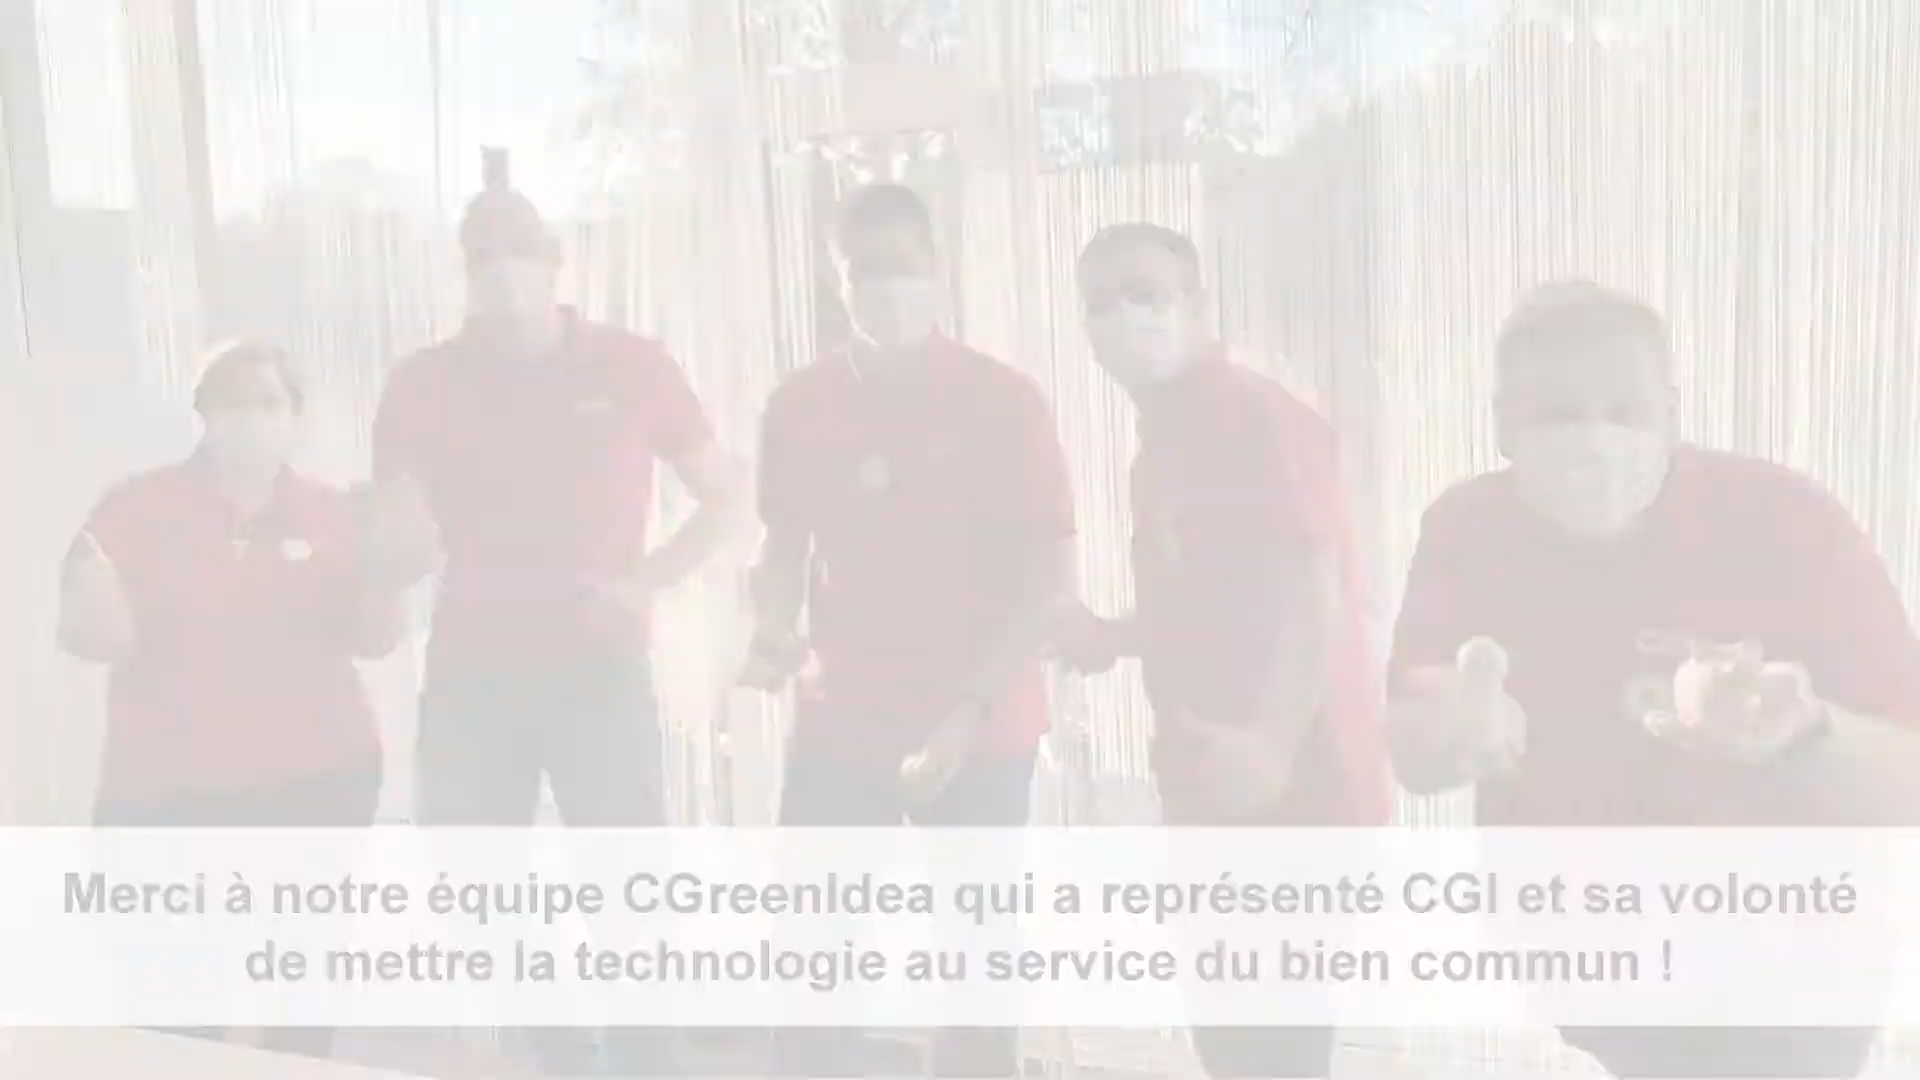 Merci à notre équipe CGreenIdea qui a représenté CGI et sa volonté
de mettre la technologie au service du bien commun !